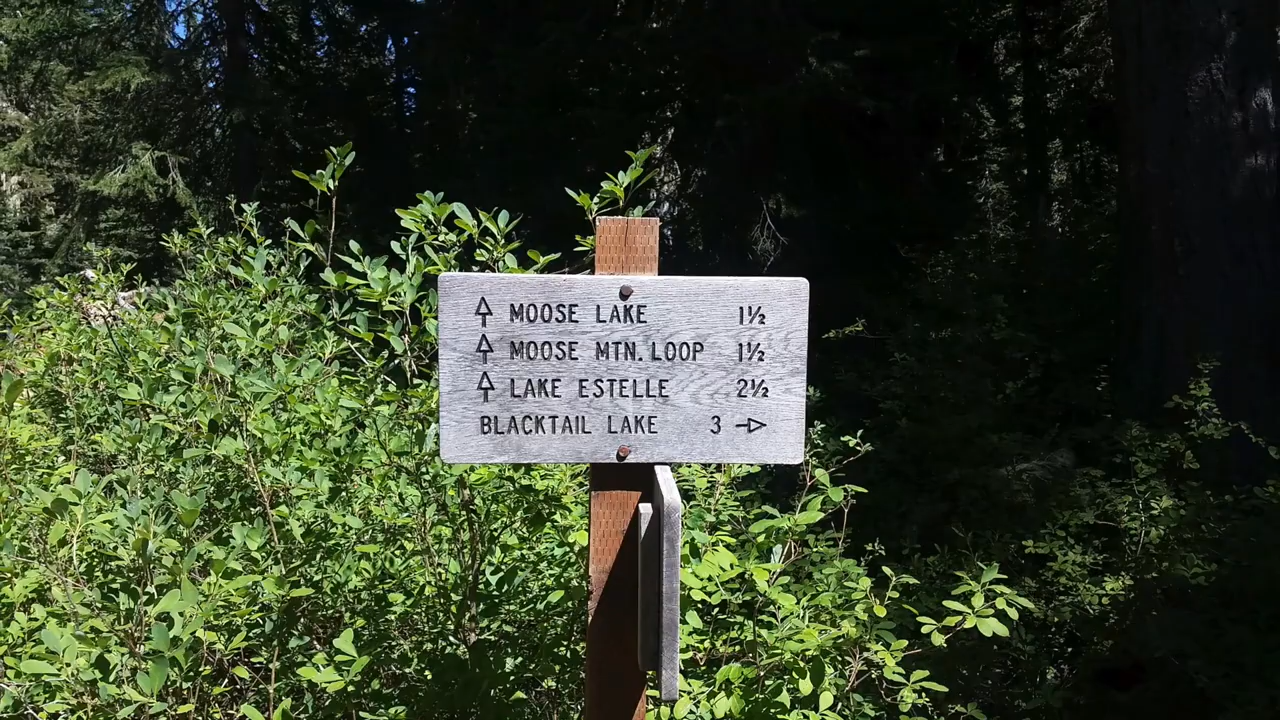 MOOSE LAKE 1½
MOOSE MTN. LOOP 1½
LAKE ESTELLE 2½
BLACKTAIL LAKE 3